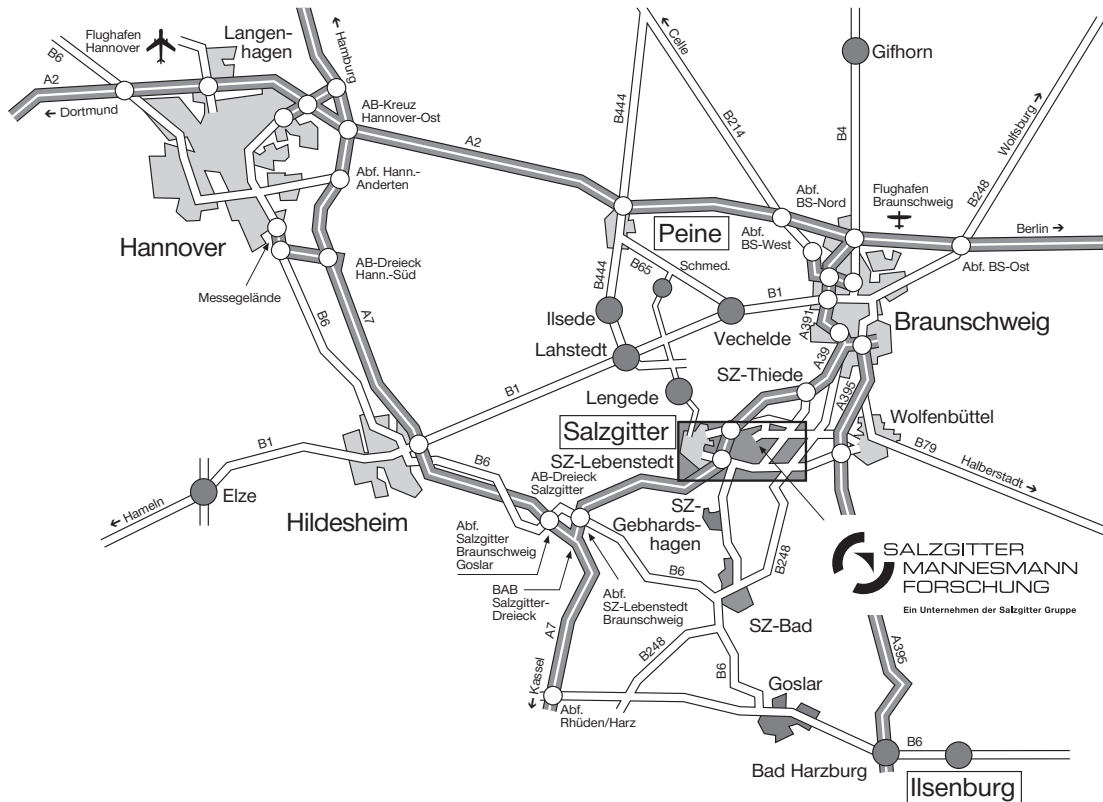 Flughafen
Hannover
Langen-
hagen
B6
A2
← Dortmund
← Hamburg
AB-Kreuz
Hannover-Ost
Abf. Hann.-
Anderten
Hannover
AB-Dreieck
Hann.-Süd
Messegelände
B6
A7
A2
← Celle
B444
B214
Gifhorn
B4
Wolfsburg →
B248
Abf.
BS-Nord
Flughafen
Braunschweig
Berlin →
Abf. BS-Ost
Peine
Abf.
BS-West
Schmed.
B65
B444
B1
A391
Ilsede
Vechelde
Braunschweig
Lahstedt
SZ-Thiede
A39
A395
Lengede
B1
Salzgitter
SZ-Lebenstedt
Wolfenbüttel
B79
Halberstadt →
B1
B6
← Hameln
Elze
Hildesheim
AB-Dreieck
Salzgitter
SZ-
Gebhards-
hagen
Abf.
Salzgitter
Braunschweig
Goslar
BAB
Salzgitter-
Dreieck
Abf.
SZ-Lebenstedt
Braunschweig
B6
B248
SALZGITTER
MANNESMANN
FORSCHUNG
Ein Unternehmen der Salzgitter Gruppe
SZ-Bad
A7
B248
← Kassel
B6
A395
Goslar
Abf.
Rhüden/Harz
Bad Harzburg
B6
Ilsenburg